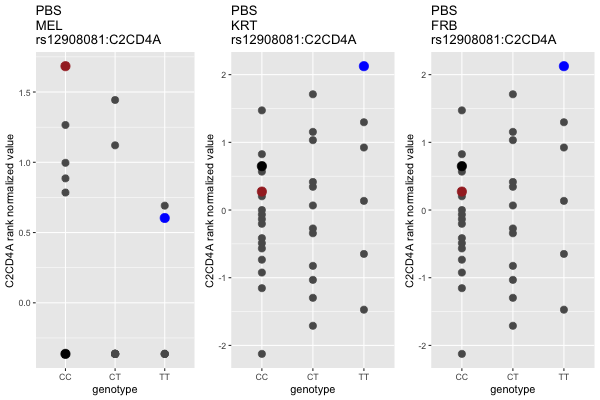 PBS
MEL
rs12908081:C2CD4A
C2CD4A rank normalized value
1.5
1.0
0.5
0.0
CC CT TT
genotype
PBS
KRT
rs12908081:C2CD4A
C2CD4A rank normalized value
2
1
0
-1
-2
CC CT TT
genotype
PBS
FRB
rs12908081:C2CD4A
C2CD4A rank normalized value
2
1
0
-1
-2
CC CT TT
genotype